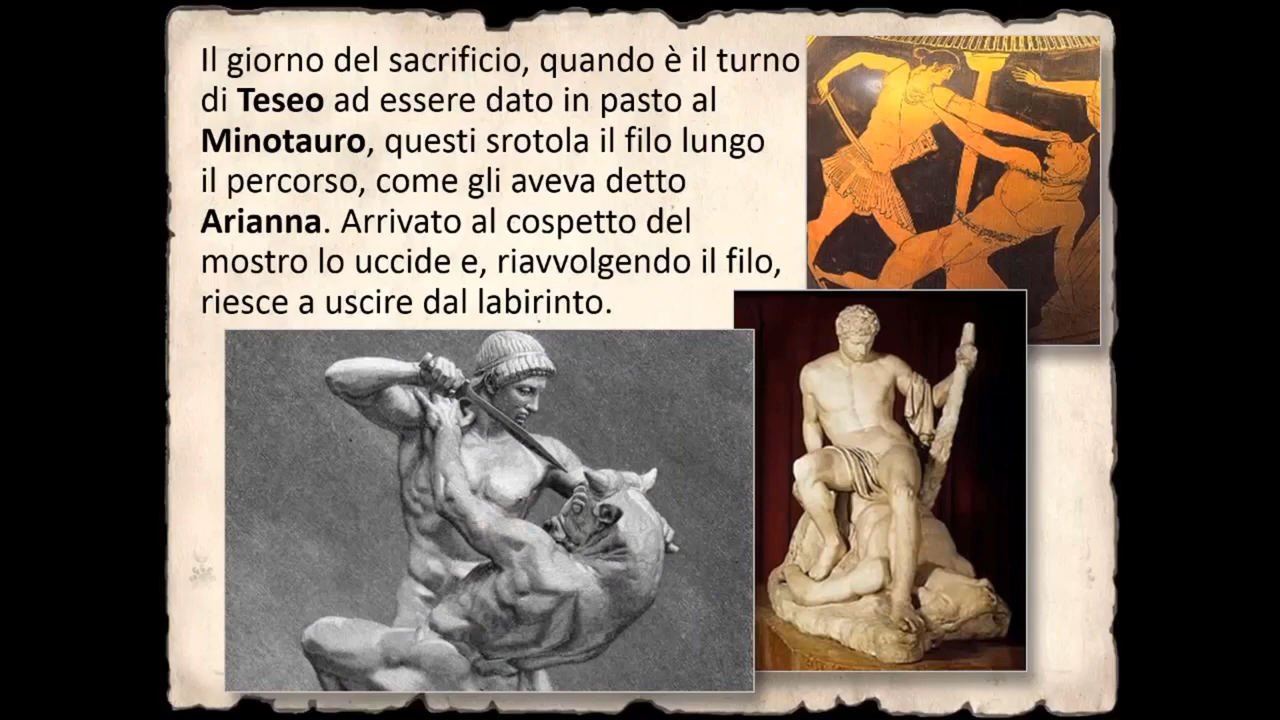 Il giorno del sacrificio, quando è il turno
di Teseo ad essere dato in pasto al
Minotauro, questi srotola il filo lungo
il percorso, come gli aveva detto
Arianna. Arrivato al cospetto del
mostro lo uccide e, riavvolgendo il filo,
riesce a uscire dal labirinto.